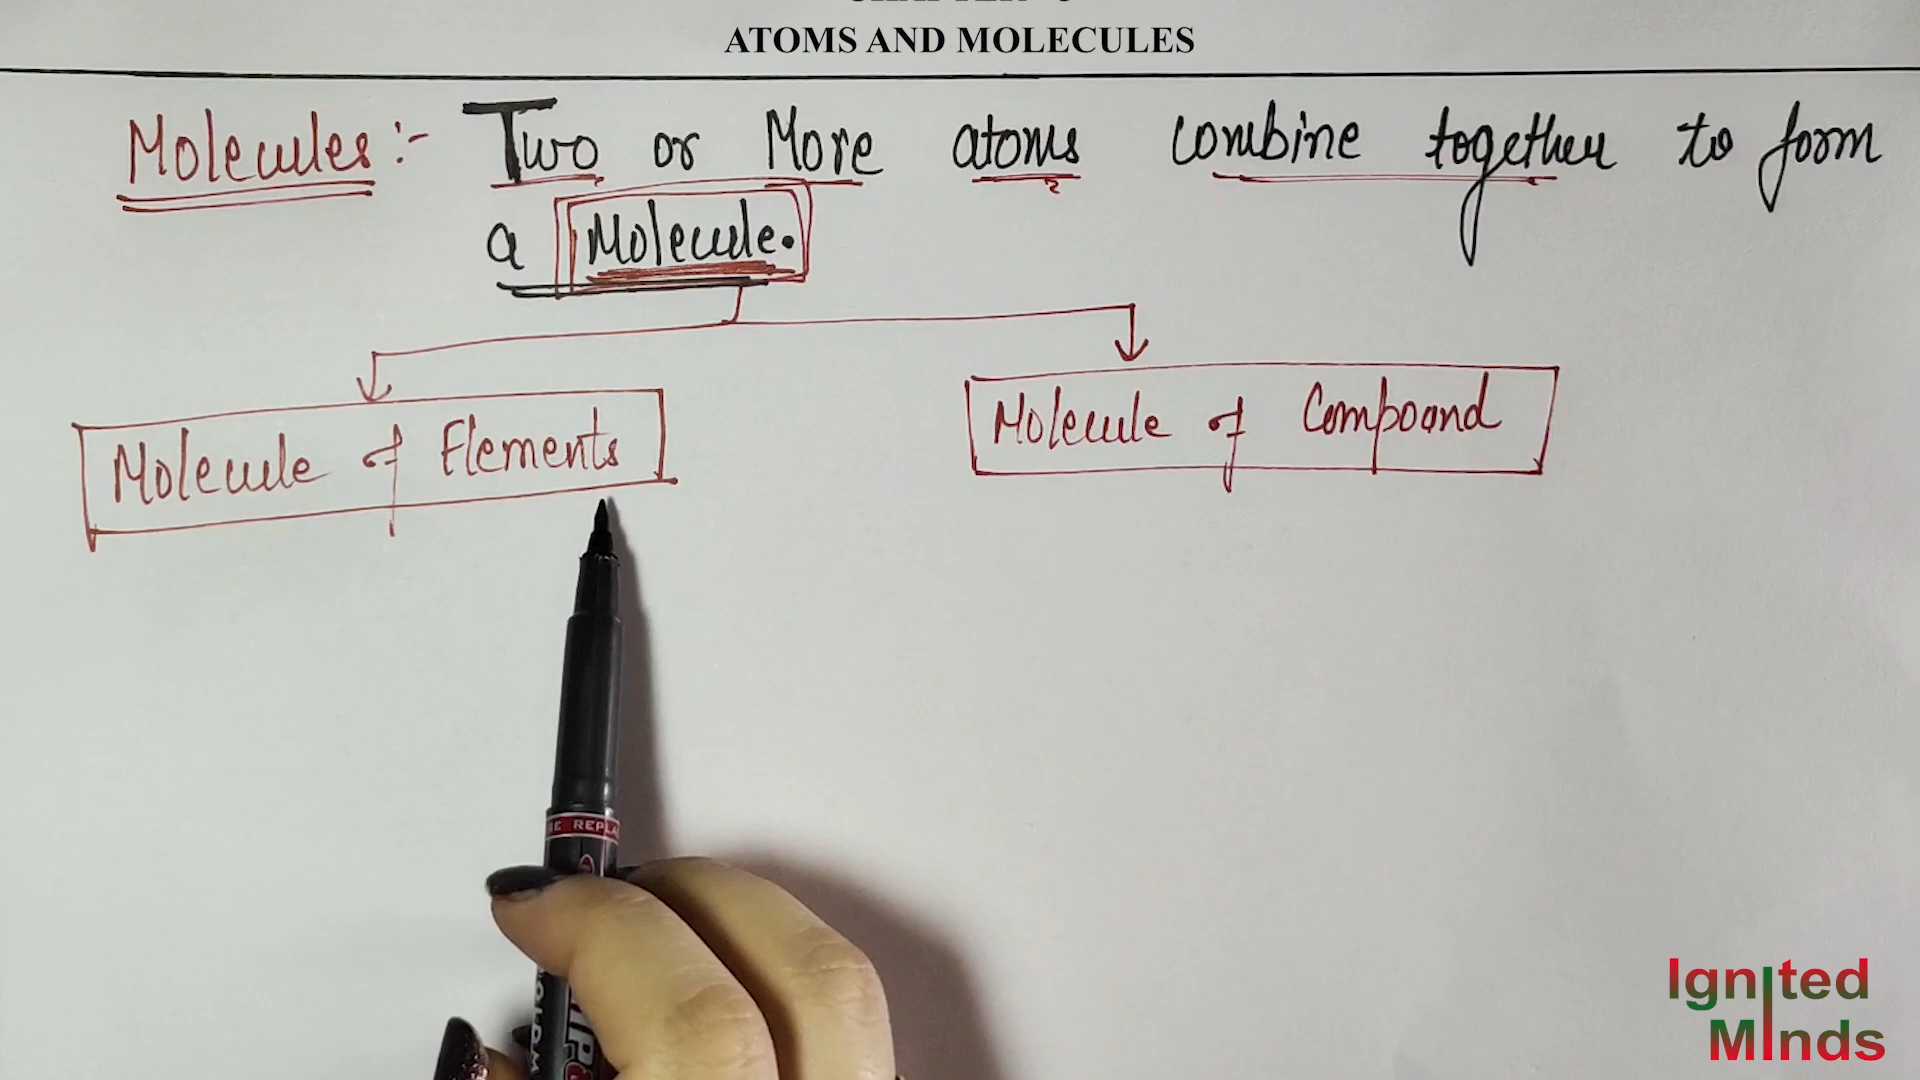 ATOMS AND MOLECULES
Molecules:- Two or More atoms combine together to form
a Molecule.
Molecule of Elements
Molecule of Compound
Ignited
Minds